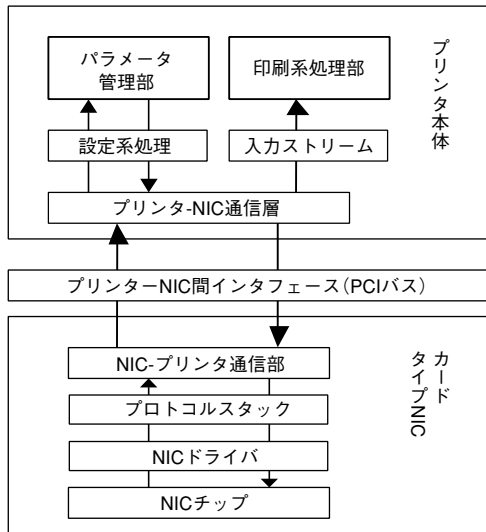 プリンタ本体
パラメータ
管理部
印刷系処理部
設定系処理
入力ストリーム
プリンタ-NIC通信層
プリンターNIC間インタフェース(PCIバス)
カード
タイプNIC
NIC-プリンタ通信部
プロトコルスタック
NICドライバ
NICチップ